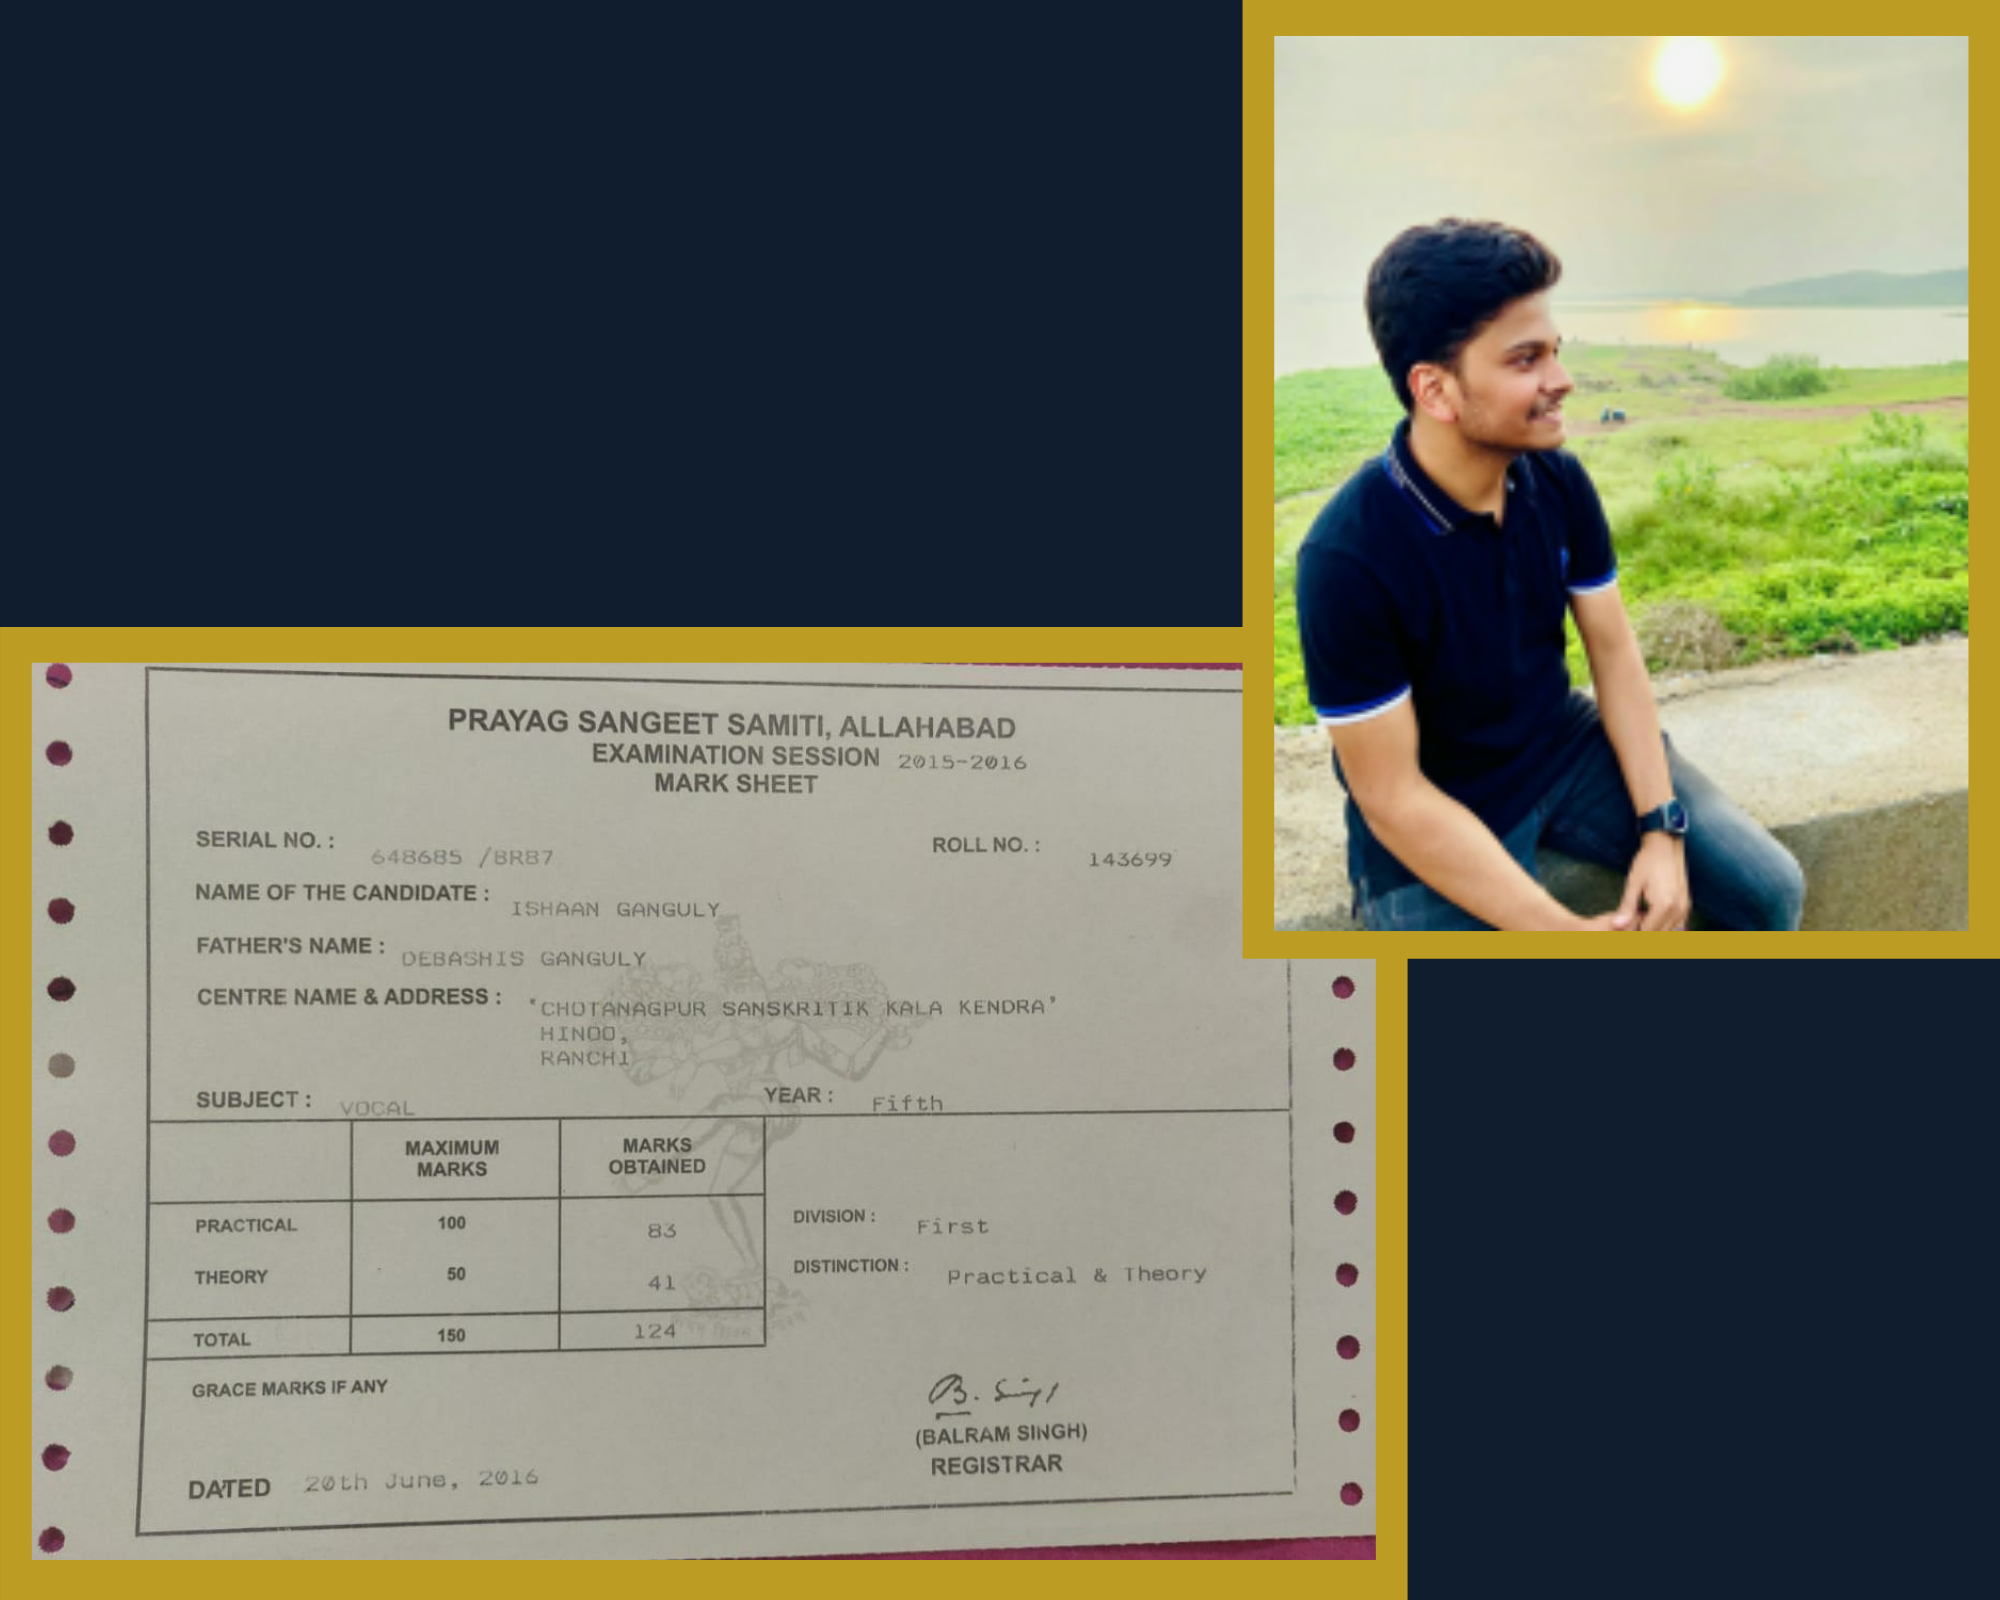 PRAYAG SANGEET SAMITI, ALLAHABAD
EXAMINATION SESSION 2015-2016
MARK SHEET
SERIAL NO. : 648685 /BR87 ROLL NO. : 143699
NAME OF THE CANDIDATE : ISHAAN GANGULY
FATHER'S NAME : DEBASHIS GANGULY
CENTRE NAME & ADDRESS : 'CHOTANAGPUR SANSKRITIK KALA KENDRA'
HINOO,
RANCHI
SUBJECT : VOCAL YEAR : Fifth
MAXIMUM MARKS
MARKS OBTAINED
PRACTICAL 100 83
DIVISION : First
THEORY 50 41
DISTINCTION : Practical & Theory
TOTAL 150 124
GRACE MARKS IF ANY
B. Singh
(BALRAM SINGH)
REGISTRAR
DATED 20th June, 2016